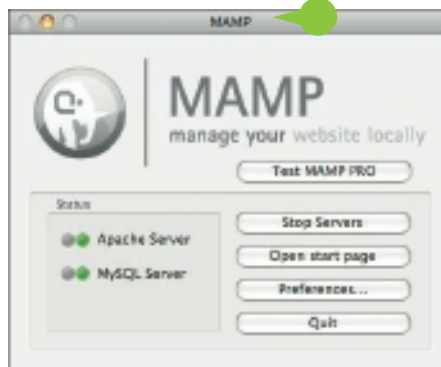 MAMP
MAMP
manage your website locally
Test MAMP PRO
Status
Stop Servers
Apache Server
Open start page
MySQL Server
Preferences...
Quit